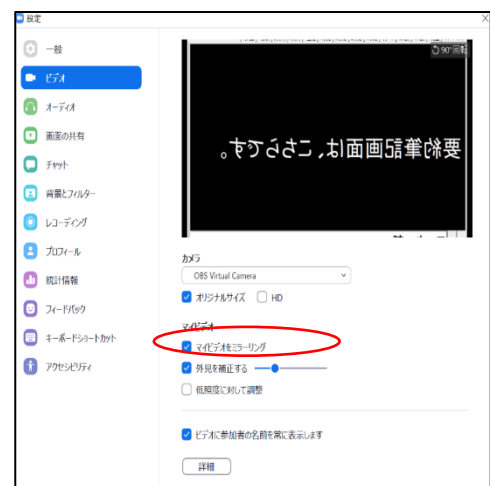 設定
一般
ビデオ
オーディオ
画面の共有
チャット
背景とフィルター
レコーディング
プロフィール
統計情報
フィードバック
キーボードショートカット
アクセシビリティ
90°回転
要約筆記画面は、こちらです。
カメラ
OBS Virtual Camera
オリジナルサイズ HD
マイビデオ
マイビデオをミラーリング
外見を補正する
低照度に対して調整
ビデオに参加者の名前を常に表示します
詳細